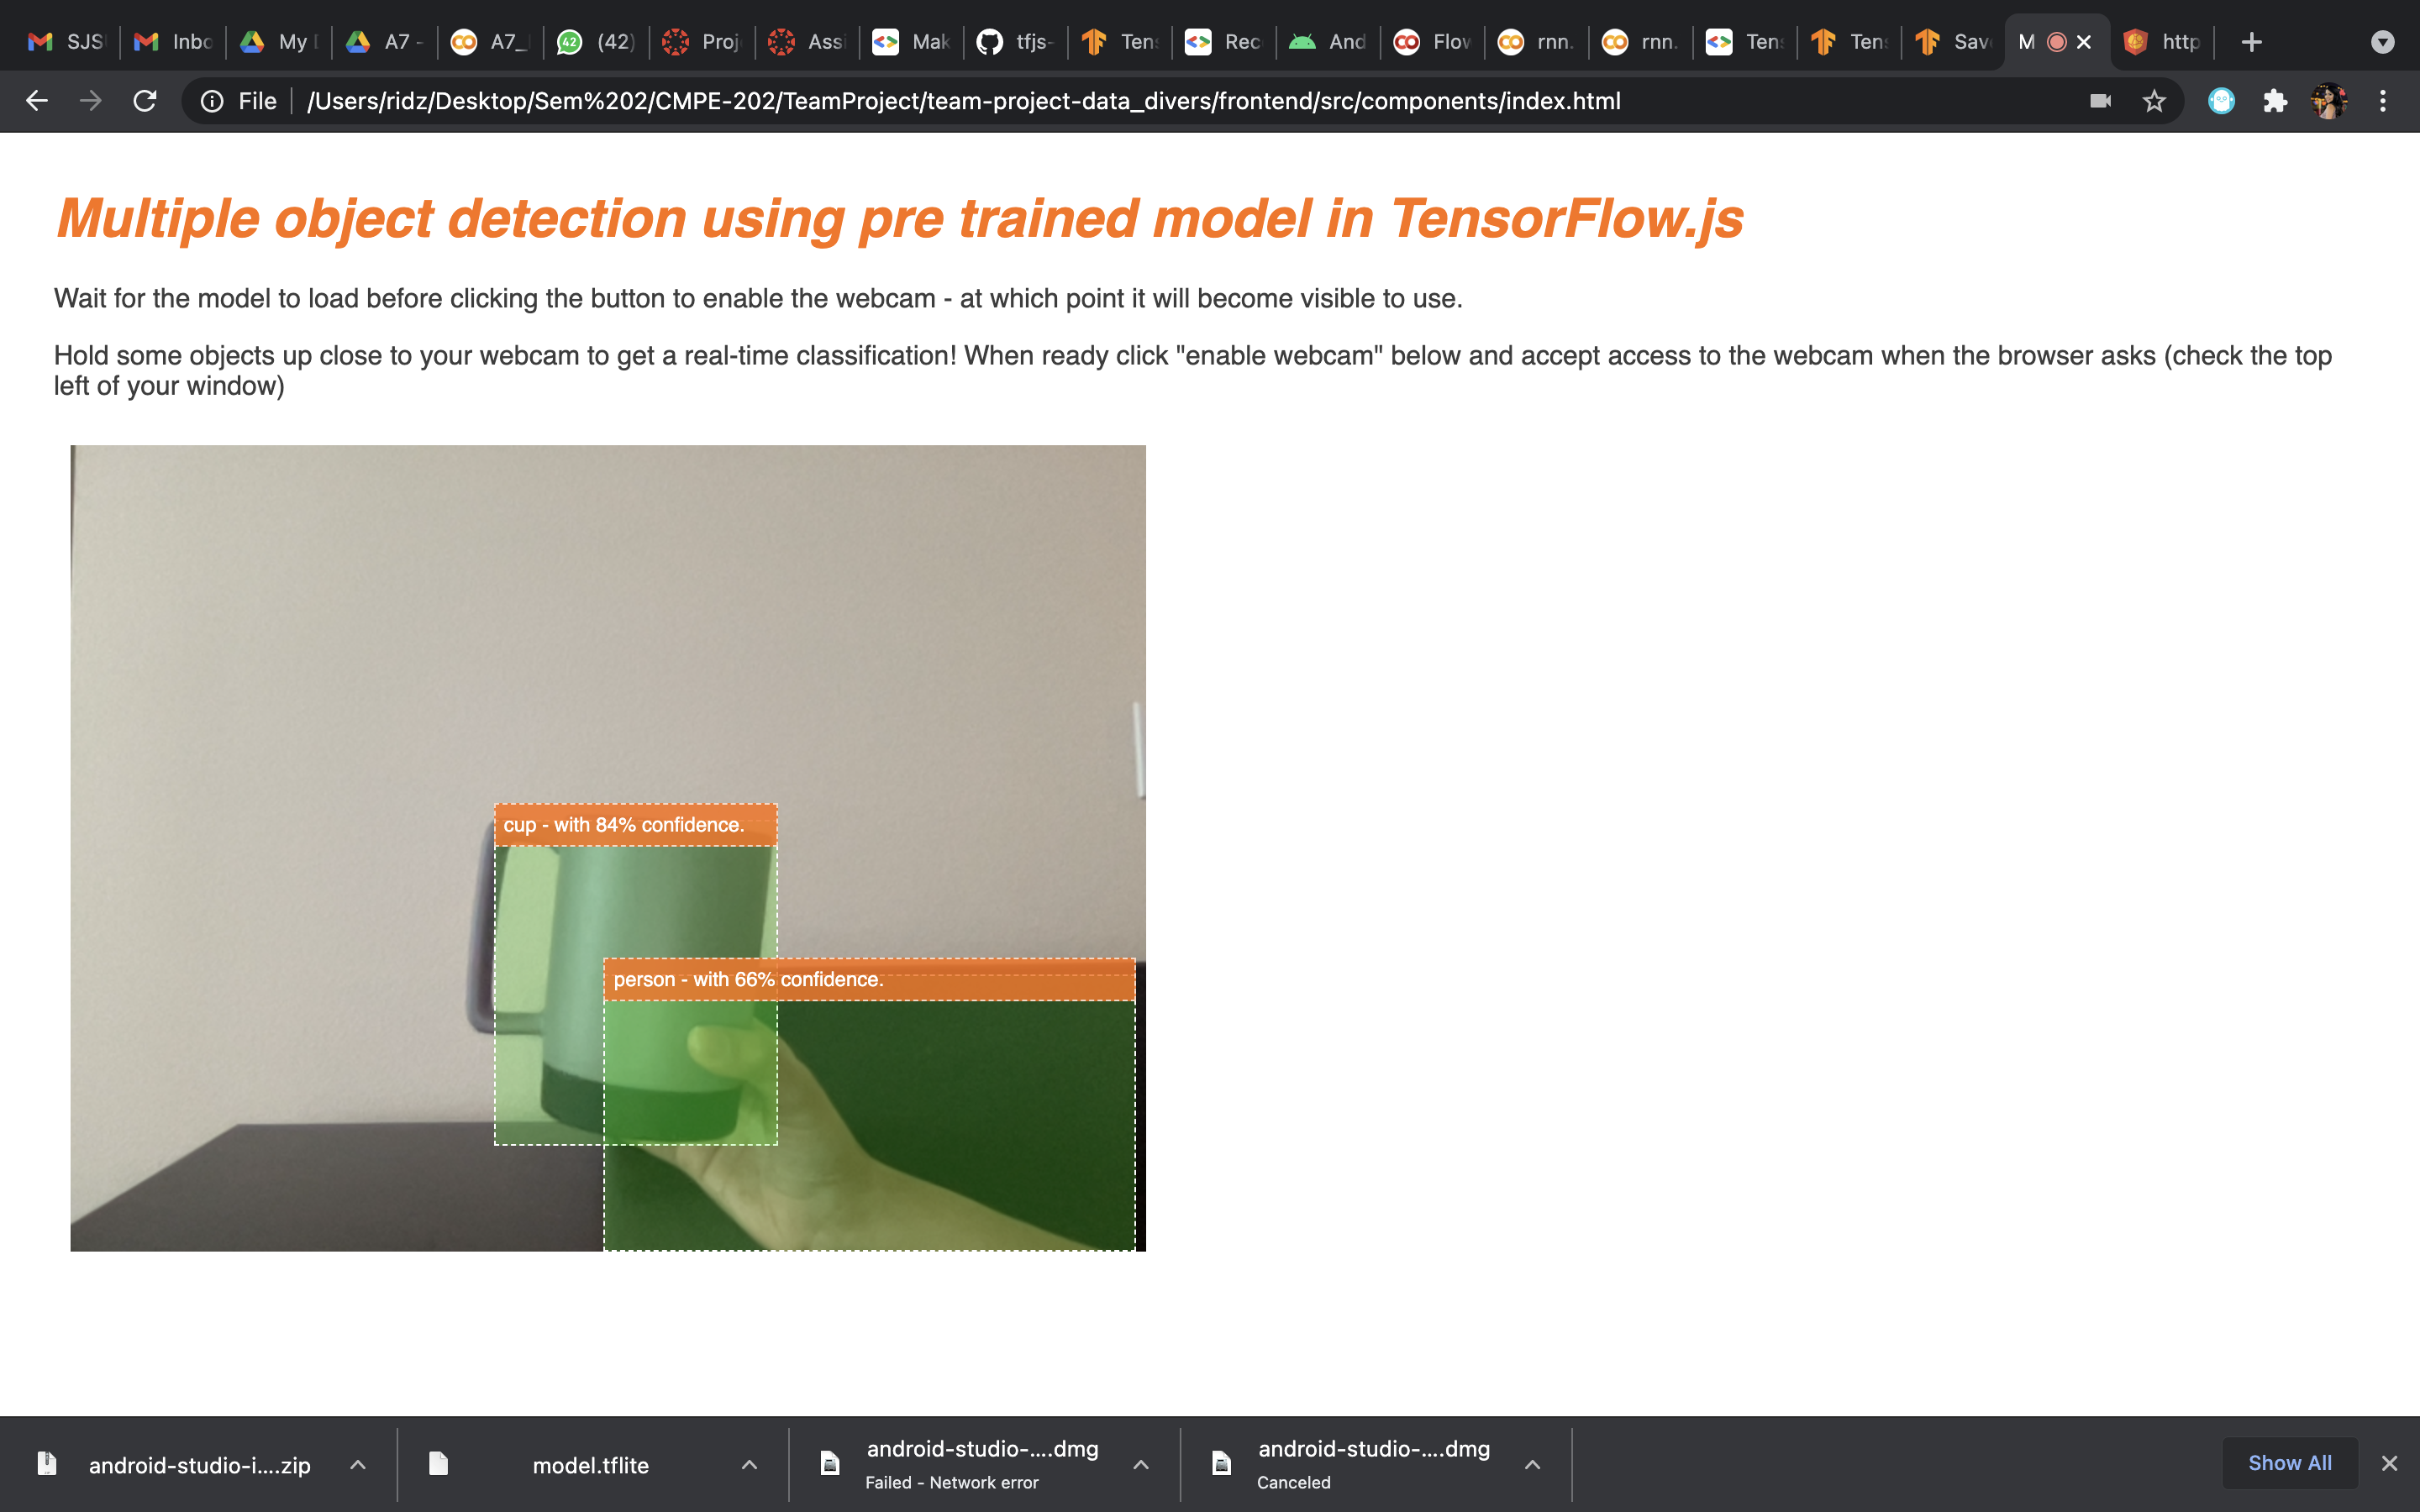 SJS
Inbo
My
A7 -
A7_
42
(42)
Proj
Assi
Mak
tfjs-
Ten
Rec
And
Flow
rnn.
rnn.
Ten
Ten
Sav
M
http
File
/Users/ridz/Desktop/Sem%202/CMPE-202/TeamProject/team-project-data_divers/frontend/src/components/index.html
Multiple object detection using pre trained model in TensorFlow.js
Wait for the model to load before clicking the button to enable the webcam - at which point it will become visible to use.
Hold some objects up close to your webcam to get a real-time classification! When ready click "enable webcam" below and accept access to the webcam when the browser asks (check the top
left of your window)
cup - with 84% confidence.
person - with 66% confidence.
android-studio-i....zip
model.tflite
android-studio-....dmg
Failed - Network error
android-studio-....dmg
Canceled
Show All